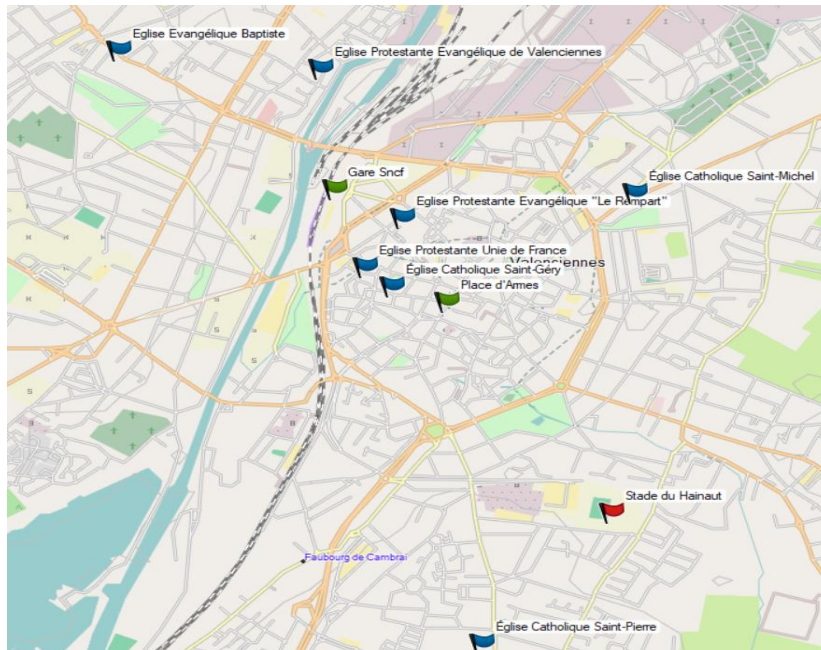 Eglise Evangélique Baptiste
Eglise Protestante Evangélique de Valenciennes
Gare Sncf
Église Catholique Saint-Michel
Eglise Protestante Evangélique "Le Rempart"
Eglise Protestante Unie de France
Valenciennes
Église Catholique Saint-Géry
Place d'Armes
Stade du Hainaut
Faubourg de Cambrai
Église Catholique Saint-Pierre